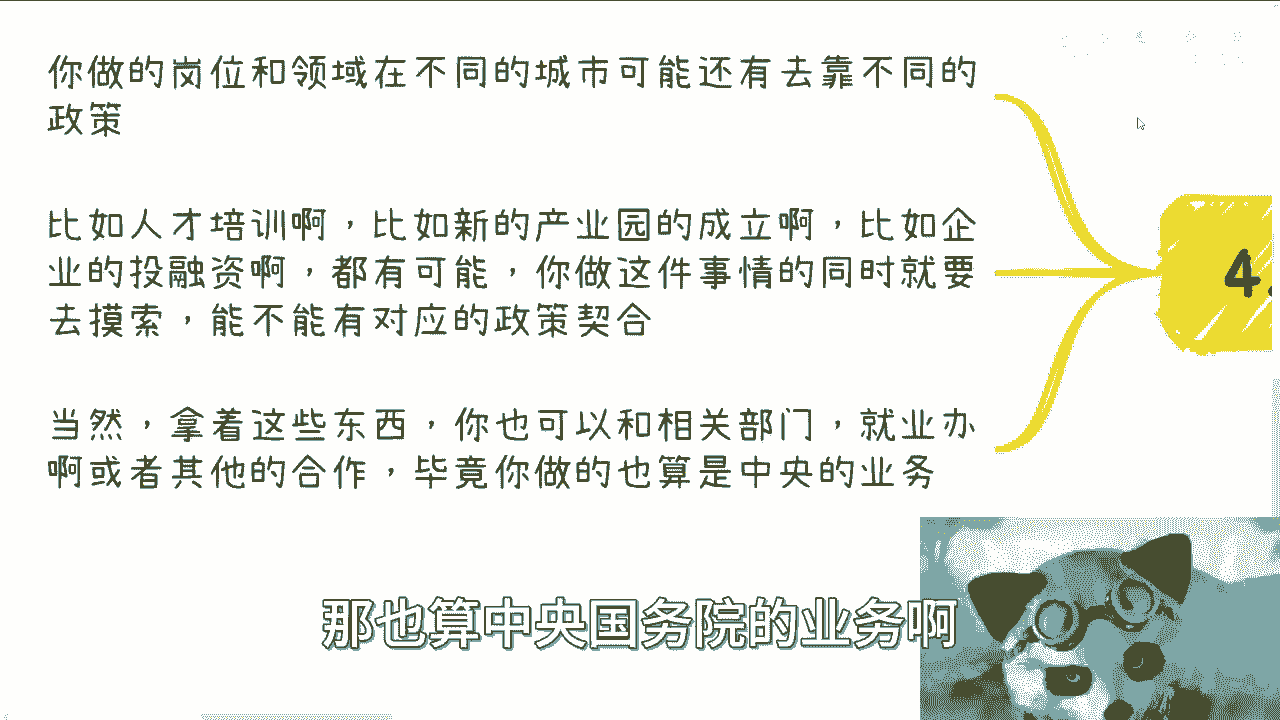 你做的岗位和领域在不同的城市可能还有去靠不同的
政策
比如人才培训啊，比如新的产业园的成立啊，比如企
业的投融资啊，都有可能，你做这件事情的同时就要
去摸索，能不能有对应的政策契合
当然，拿着这些东西，你也可以和相关部门，就业办
啊或者其他的合作，毕竟你做的也算是中央的业务
4.
那也算中央国务院的业务啊